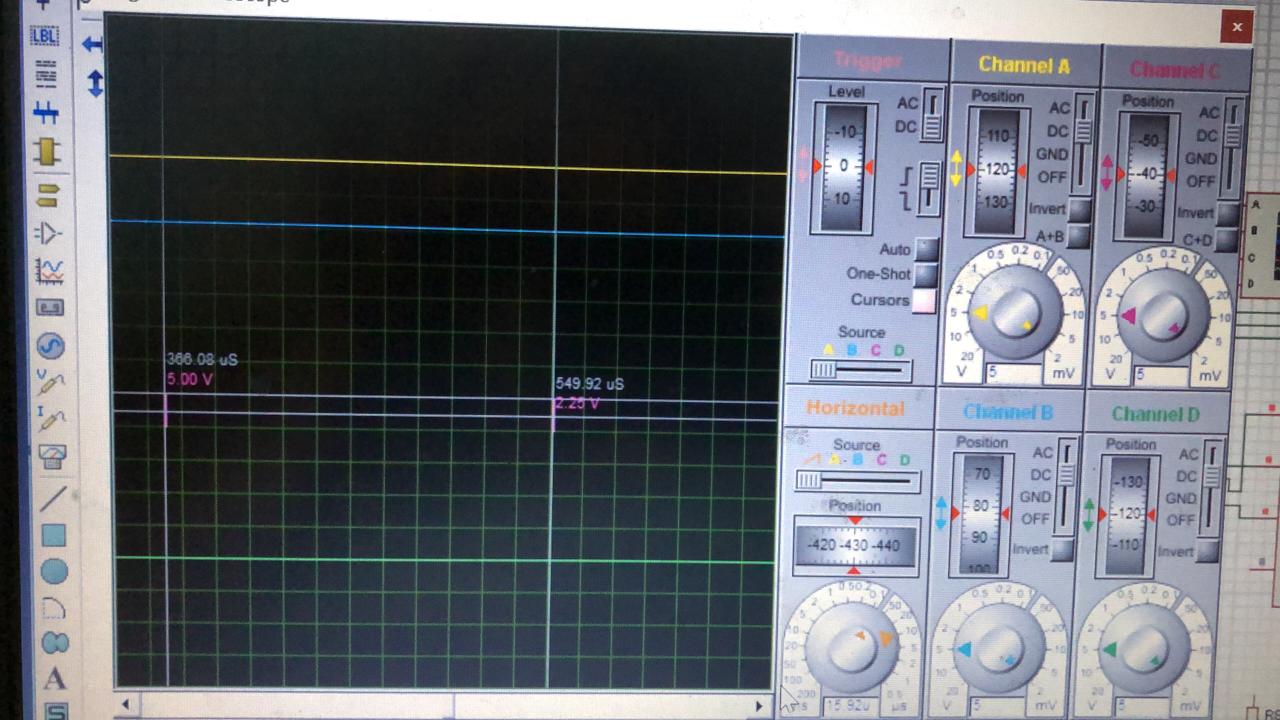 LBL
Trigger
Level
-10
0
10
AC
DC
Auto
One-Shot
Cursors
Source
A B C D
Channel A
Position
110
120
130
AC
DC
GND
OFF
Invert
A+B
0.5 0.2 0.1
1 50
2 20
5 10
10 5
20 2
V 5 mV
Channel C
Position
-50
-40
-30
AC
DC
GND
OFF
Invert
C+D
0.5 0.2 0.1
1 50
2 20
5 10
10 5
20 2
V 5 mV
366.08 uS
5.00 V
549.92 uS
2.25 V
Horizontal
Source
A B C D
Position
-420 -430 -440
200 0.5
15.92u µs
Channel B
Position
70
80
90
100
AC
DC
GND
OFF
Invert
0.5 0.2 0.1
1 50
2 20
5 10
10 5
20 2
V 5 mV
Channel D
Position
-130
-120
-110
AC
DC
GND
OFF
Invert
0.5 0.2 0.1
1 50
2 20
5 10
10 5
20 2
V 5 mV
A
B
C
D
A